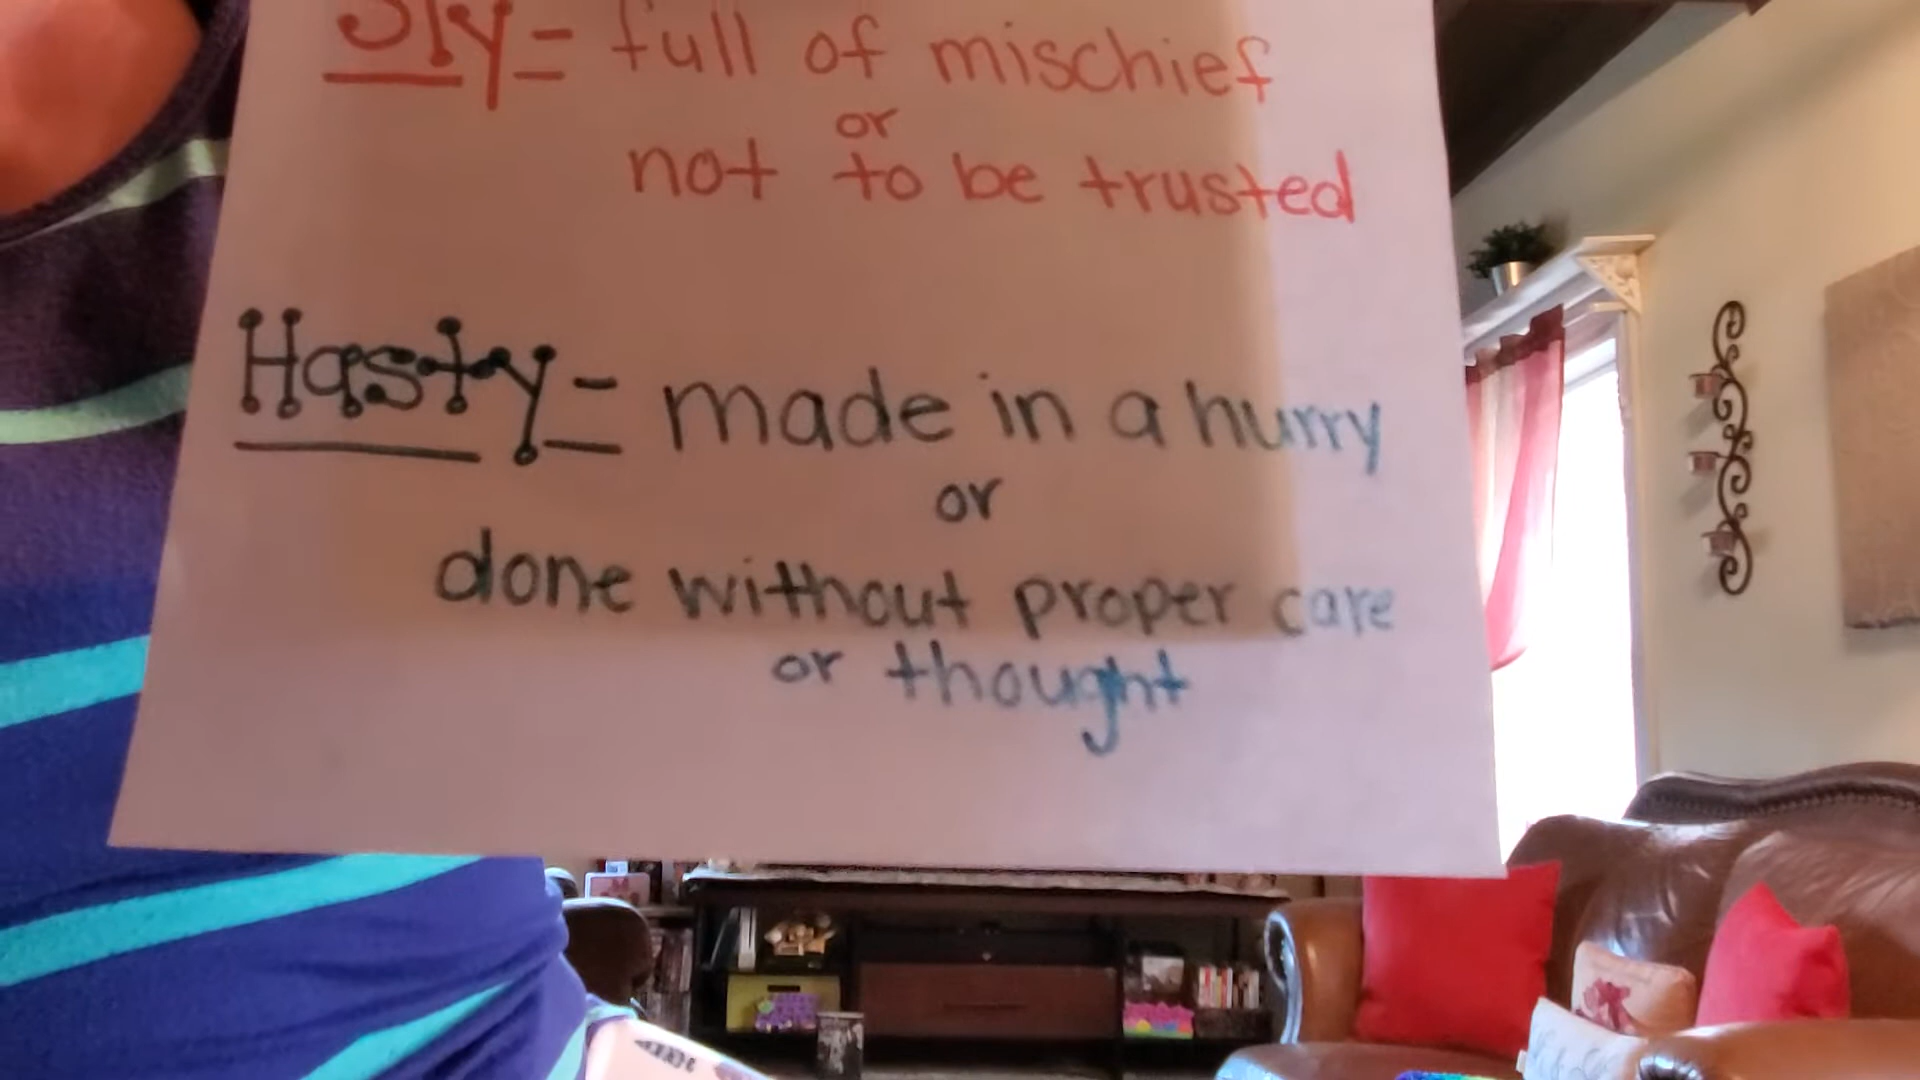 Sly = full of mischief
or
not to be trusted
Hasty = made in a hurry
or
done without proper care
or thought